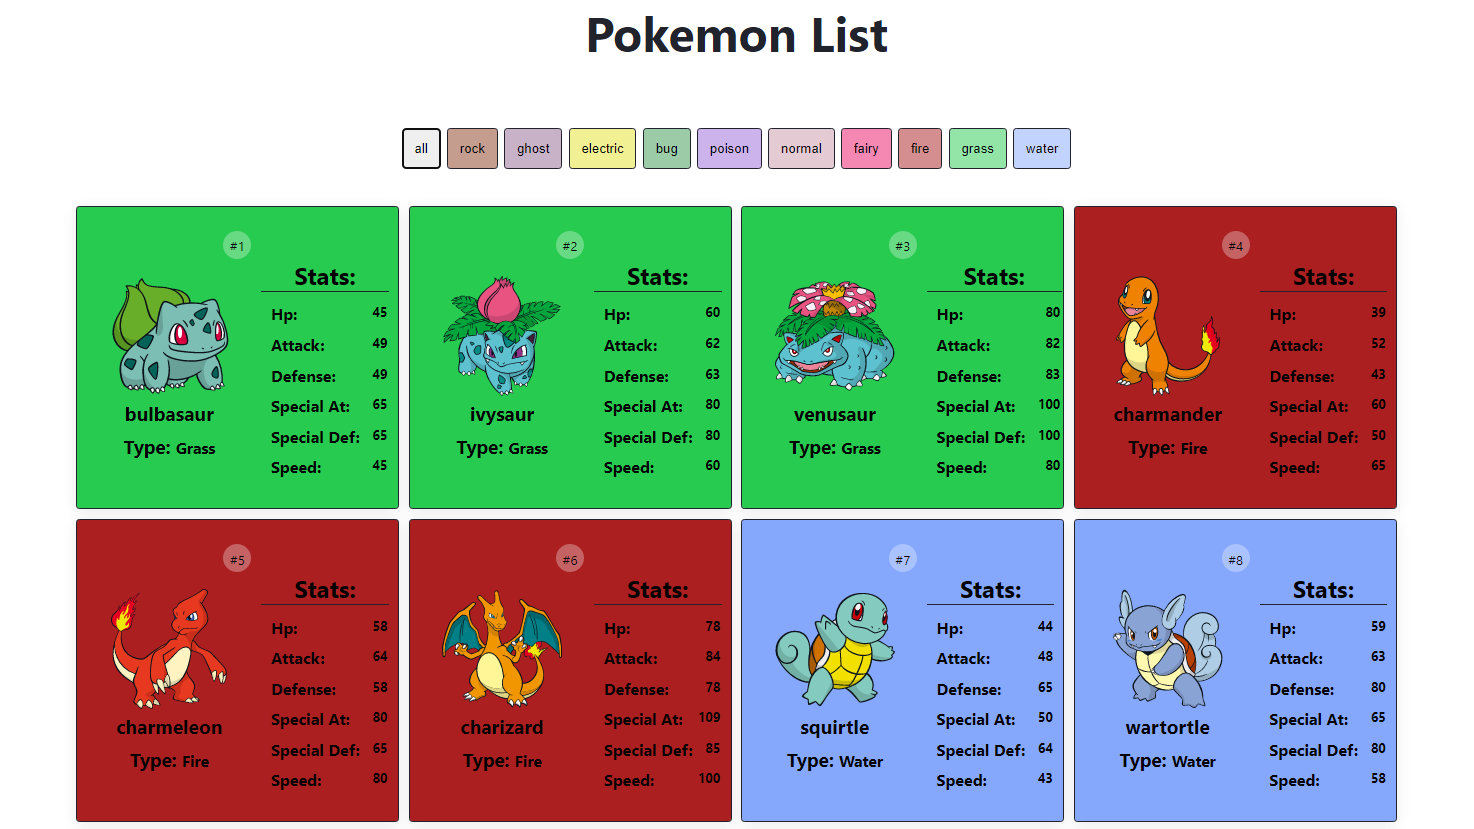 Pokemon List
all rock ghost electric bug poison normal fairy fire grass water
#1
Stats:
Hp: 45
Attack: 49
Defense: 49
Special At: 65
Special Def: 65
Speed: 45
bulbasaur
Type: Grass
#2
Stats:
Hp: 60
Attack: 62
Defense: 63
Special At: 80
Special Def: 80
Speed: 60
ivysaur
Type: Grass
#3
Stats:
Hp: 80
Attack: 82
Defense: 83
Special At: 100
Special Def: 100
Speed: 80
venusaur
Type: Grass
#4
Stats:
Hp: 39
Attack: 52
Defense: 43
Special At: 60
Special Def: 50
Speed: 65
charmander
Type: Fire
#5
Stats:
Hp: 58
Attack: 64
Defense: 58
Special At: 80
Special Def: 65
Speed: 80
charmeleon
Type: Fire
#6
Stats:
Hp: 78
Attack: 84
Defense: 78
Special At: 109
Special Def: 85
Speed: 100
charizard
Type: Fire
#7
Stats:
Hp: 44
Attack: 48
Defense: 65
Special At: 50
Special Def: 64
Speed: 43
squirtle
Type: Water
#8
Stats:
Hp: 59
Attack: 63
Defense: 80
Special At: 65
Special Def: 80
Speed: 58
wartortle
Type: Water